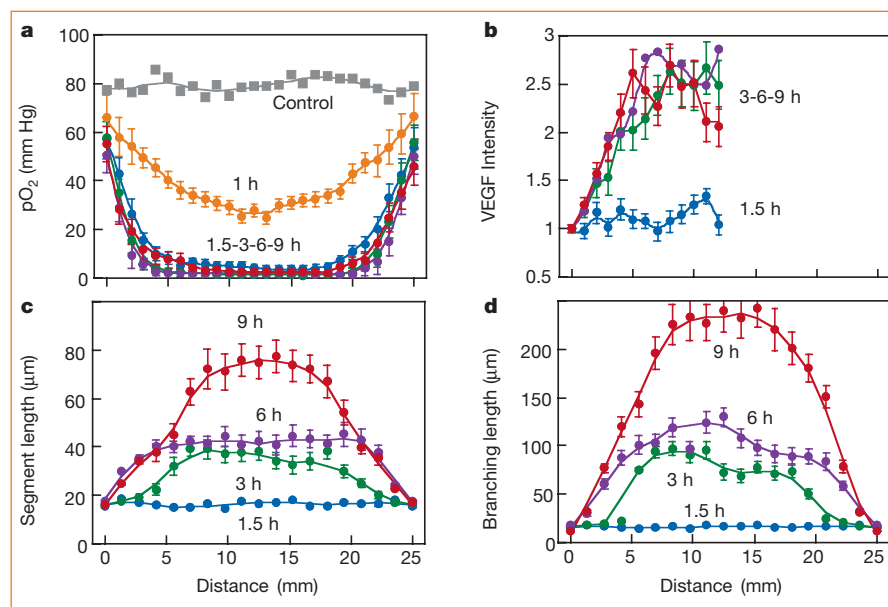 a
100
80
60
40
20
0
pO2 (mm Hg)
Control
1 h
1.5-3-6-9 h
b
3
2.5
2
1.5
1
0.5
VEGF Intensity
3-6-9 h
1.5 h
c
80
60
40
20
0
Segment length (μm)
9 h
6 h
3 h
1.5 h
0 5 10 15 20 25
Distance (mm)
d
200
150
100
50
0
Branching length (μm)
9 h
6 h
3 h
1.5 h
0 5 10 15 20 25
Distance (mm)